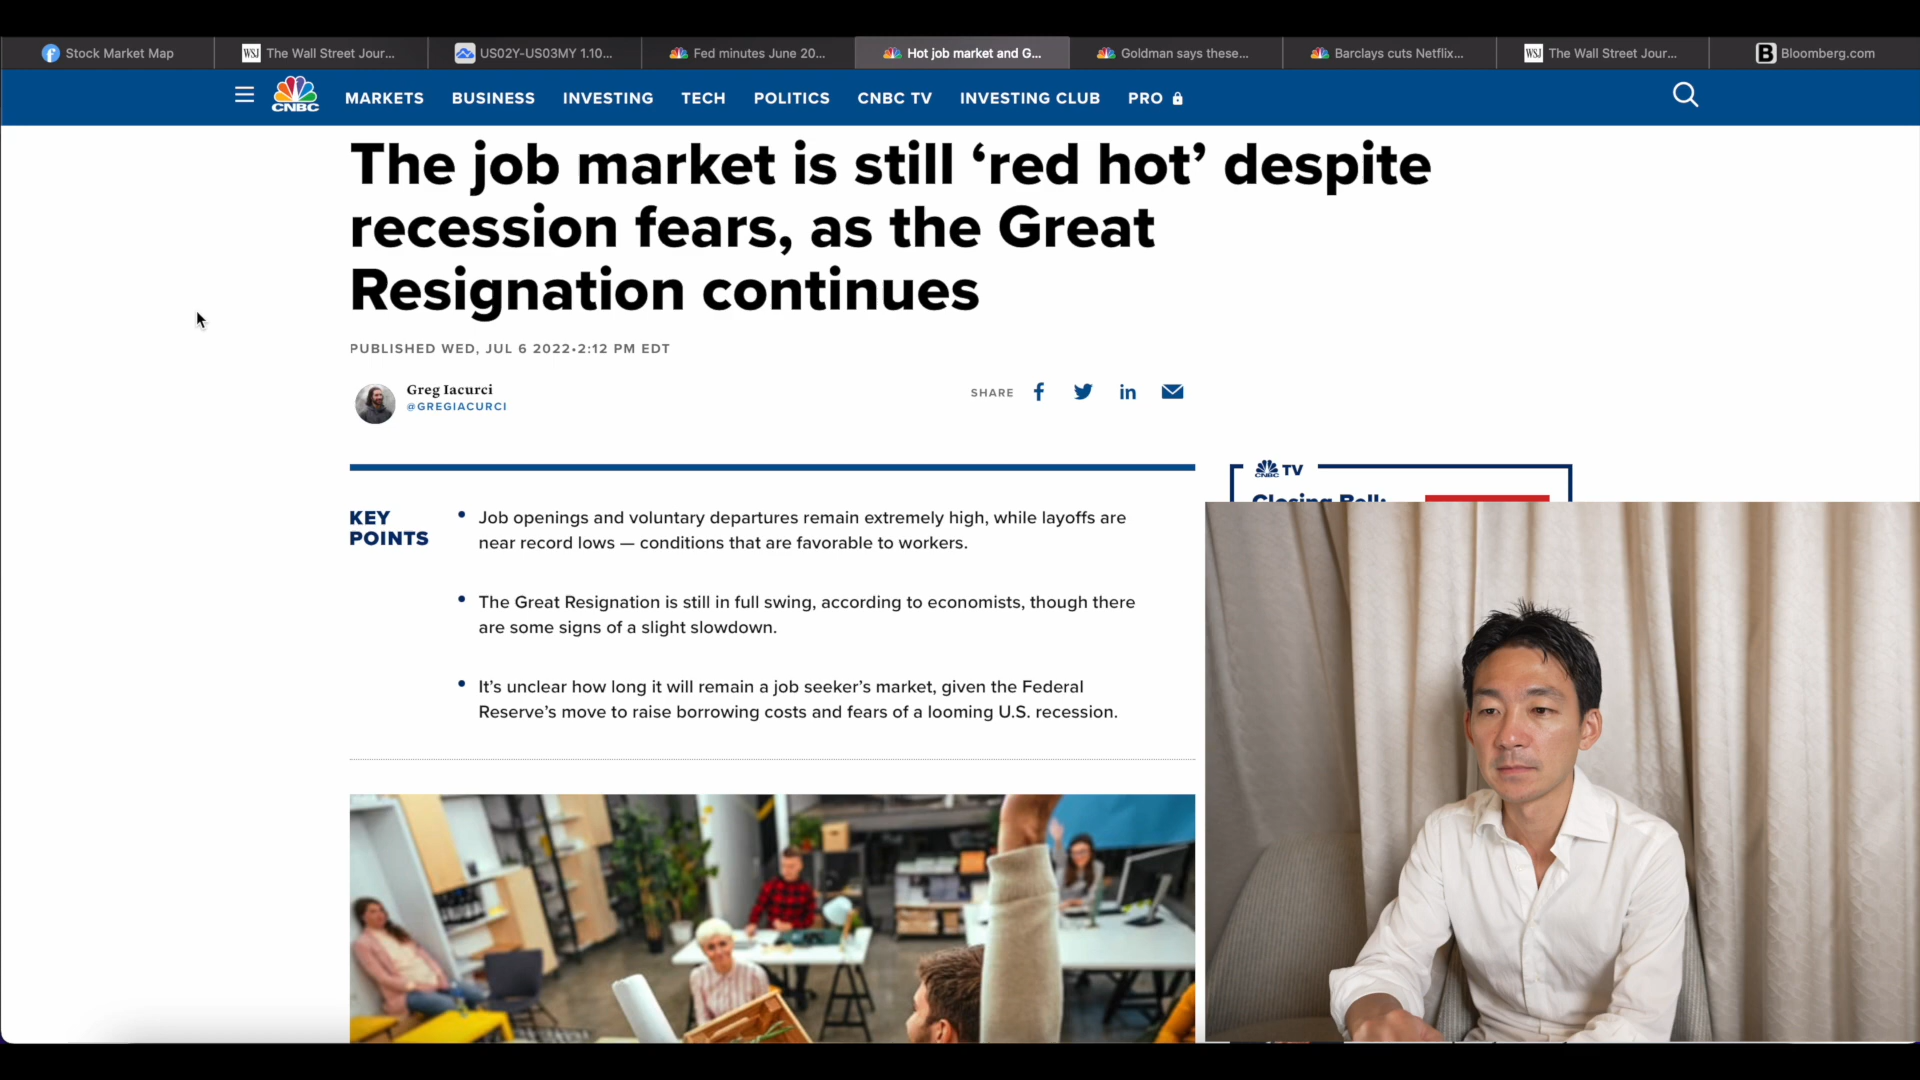 Stock Market Map
WSJ The Wall Street Jour...
US02Y-US03MY 1.10...
Fed minutes June 20...
Hot job market and G...
Goldman says these...
Barclays cuts Netflix...
WSJ The Wall Street Jour...
B Bloomberg.com
CNBC MARKETS BUSINESS INVESTING TECH POLITICS CNBC TV INVESTING CLUB PRO
The job market is still ‘red hot’ despite
recession fears, as the Great
Resignation continues
PUBLISHED WED, JUL 6 2022•2:12 PM EDT
Greg Iacurci
@GREGIACURCI
SHARE
CNBC TV
Closing Bell:
KEY
POINTS
• Job openings and voluntary departures remain extremely high, while layoffs are
near record lows — conditions that are favorable to workers.
• The Great Resignation is still in full swing, according to economists, though there
are some signs of a slight slowdown.
• It’s unclear how long it will remain a job seeker’s market, given the Federal
Reserve’s move to raise borrowing costs and fears of a looming U.S. recession.